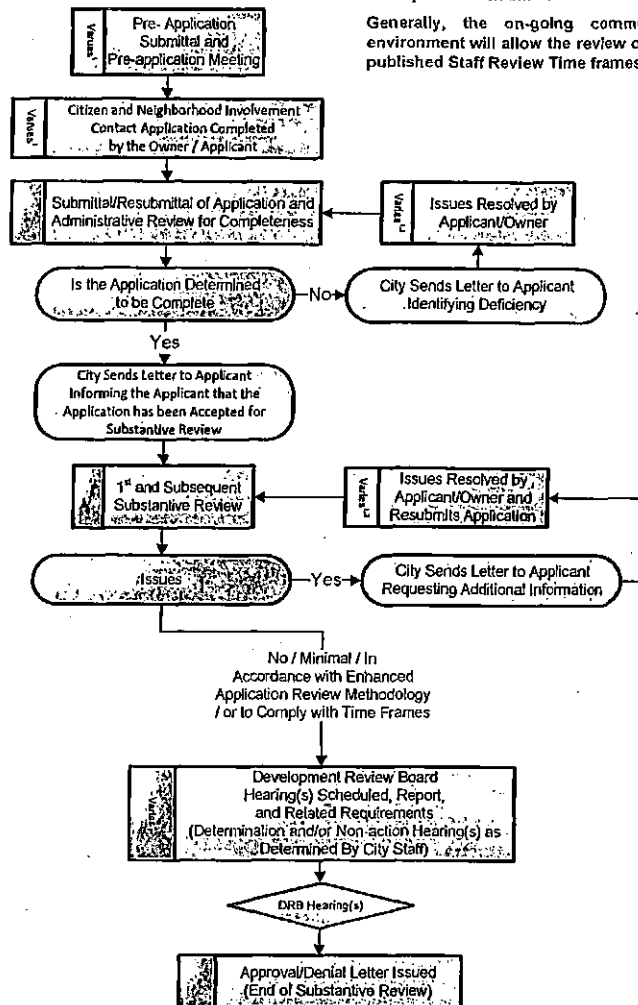 Generally, the on-going comm
environment will allow the review o
published Staff Review Time frames
Varies¹
Pre- Application
Submittal and
Pre-application Meeting
Varies¹
Citizen and Neighborhood Involvement
Contact Application Completed
by the Owner / Applicant
Submittal/Resubmittal of Application and
Administrative Review for Completeness
Varies
Issues Resolved by
Applicant/Owner
Is the Application Determined
to be Complete
No
City Sends Letter to Applicant
Identifying Deficiency
Yes
City Sends Letter to Applicant
Informing the Applicant that the
Application has been Accepted for
Substantive Review
1st and Subsequent
Substantive Review
Varies
Issues Resolved by
Applicant/Owner and
Resubmits Application
Issues
Yes
City Sends Letter to Applicant
Requesting Additional Information
No / Minimal / In
Accordance with Enhanced
Application Review Methodology
/ or to Comply with Time Frames
Varies
Development Review Board
Hearing(s) Scheduled, Report,
and Related Requirements
(Determination and/or Non-action Hearing(s) as
Determined By City Staff)
DRB Hearing(s)
Approval/Denial Letter Issued
(End of Substantive Review)